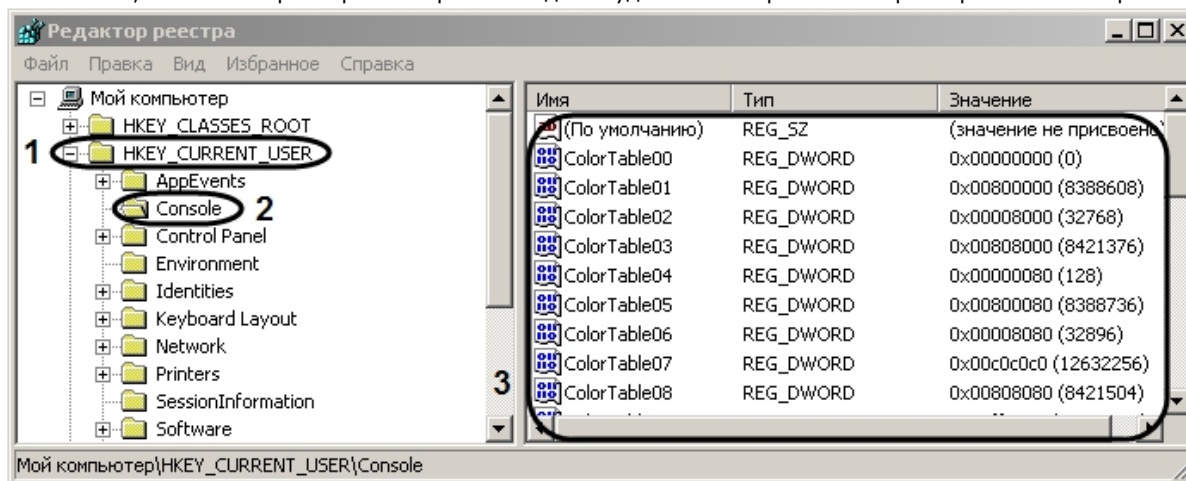 Редактор реестра
Файл Правка Вид Избранное Справка
Мой компьютер
HKEY_CLASSES_ROOT
1 HKEY_CURRENT_USER
AppEvents
Console 2
Control Panel
Environment
Identities
Keyboard Layout
Network
Printers
SessionInformation
Software
3
Имя Тип Значение
(По умолчанию) REG_SZ (значение не присвоено)
ColorTable00 REG_DWORD 0x00000000 (0)
ColorTable01 REG_DWORD 0x00800000 (8388608)
ColorTable02 REG_DWORD 0x00008000 (32768)
ColorTable03 REG_DWORD 0x00808000 (8421376)
ColorTable04 REG_DWORD 0x00000080 (128)
ColorTable05 REG_DWORD 0x00800080 (8388736)
ColorTable06 REG_DWORD 0x00008080 (32896)
ColorTable07 REG_DWORD 0x00c0c0c0 (12632256)
ColorTable08 REG_DWORD 0x00808080 (8421504)
Мой компьютер\HKEY_CURRENT_USER\Console